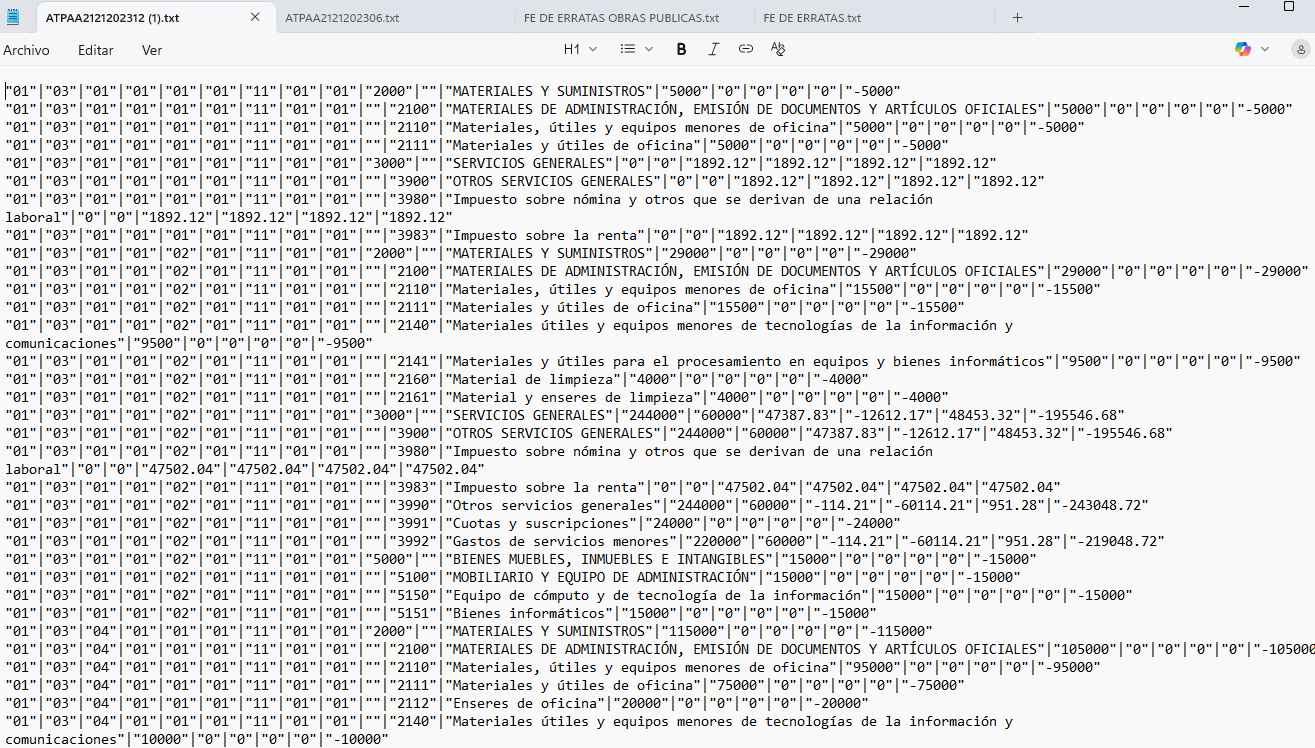 ATPAA2121202312 (1).txt
ATPAA2121202306.txt
FE DE ERRATAS OBRAS PUBLICAS.txt
FE DE ERRATAS.txt
Archivo Editar Ver H1 B I
"01"|"03"|"01"|"01"|"01"|"01"|"11"|"01"|"01"|"2000"|""|"MATERIALES Y SUMINISTROS"|"5000"|"0"|"0"|"0"|"0"|"-5000"
"01"|"03"|"01"|"01"|"01"|"01"|"11"|"01"|"01"|""|"2100"|"MATERIALES DE ADMINISTRACIÓN, EMISIÓN DE DOCUMENTOS Y ARTÍCULOS OFICIALES"|"5000"|"0"|"0"|"0"|"0"|"-5000"
"01"|"03"|"01"|"01"|"01"|"01"|"11"|"01"|"01"|""|"2110"|"Materiales, útiles y equipos menores de oficina"|"5000"|"0"|"0"|"0"|"0"|"-5000"
"01"|"03"|"01"|"01"|"01"|"01"|"11"|"01"|"01"|""|"2111"|"Materiales y útiles de oficina"|"5000"|"0"|"0"|"0"|"0"|"-5000"
"01"|"03"|"01"|"01"|"01"|"01"|"11"|"01"|"01"|"3000"|""|"SERVICIOS GENERALES"|"0"|"0"|"1892.12"|"1892.12"|"1892.12"|"1892.12"
"01"|"03"|"01"|"01"|"01"|"01"|"11"|"01"|"01"|""|"3900"|"OTROS SERVICIOS GENERALES"|"0"|"0"|"1892.12"|"1892.12"|"1892.12"|"1892.12"
"01"|"03"|"01"|"01"|"01"|"01"|"11"|"01"|"01"|""|"3980"|"Impuesto sobre nómina y otros que se derivan de una relación
laboral"|"0"|"0"|"1892.12"|"1892.12"|"1892.12"|"1892.12"
"01"|"03"|"01"|"01"|"01"|"01"|"11"|"01"|"01"|""|"3983"|"Impuesto sobre la renta"|"0"|"0"|"1892.12"|"1892.12"|"1892.12"|"1892.12"
"01"|"03"|"01"|"01"|"02"|"01"|"11"|"01"|"01"|"2000"|""|"MATERIALES Y SUMINISTROS"|"29000"|"0"|"0"|"0"|"0"|"-29000"
"01"|"03"|"01"|"01"|"02"|"01"|"11"|"01"|"01"|""|"2100"|"MATERIALES DE ADMINISTRACIÓN, EMISIÓN DE DOCUMENTOS Y ARTÍCULOS OFICIALES"|"29000"|"0"|"0"|"0"|"0"|"-29000"
"01"|"03"|"01"|"01"|"02"|"01"|"11"|"01"|"01"|""|"2110"|"Materiales, útiles y equipos menores de oficina"|"15500"|"0"|"0"|"0"|"0"|"-15500"
"01"|"03"|"01"|"01"|"02"|"01"|"11"|"01"|"01"|""|"2111"|"Materiales y útiles de oficina"|"15500"|"0"|"0"|"0"|"0"|"-15500"
"01"|"03"|"01"|"01"|"02"|"01"|"11"|"01"|"01"|""|"2140"|"Materiales útiles y equipos menores de tecnologías de la información y
comunicaciones"|"9500"|"0"|"0"|"0"|"0"|"-9500"
"01"|"03"|"01"|"01"|"02"|"01"|"11"|"01"|"01"|""|"2141"|"Materiales y útiles para el procesamiento en equipos y bienes informáticos"|"9500"|"0"|"0"|"0"|"0"|"-9500"
"01"|"03"|"01"|"01"|"02"|"01"|"11"|"01"|"01"|""|"2160"|"Material de limpieza"|"4000"|"0"|"0"|"0"|"0"|"-4000"
"01"|"03"|"01"|"01"|"02"|"01"|"11"|"01"|"01"|""|"2161"|"Material y enseres de limpieza"|"4000"|"0"|"0"|"0"|"0"|"-4000"
"01"|"03"|"01"|"01"|"02"|"01"|"11"|"01"|"01"|"3000"|""|"SERVICIOS GENERALES"|"244000"|"60000"|"47387.83"|"-12612.17"|"48453.32"|"-195546.68"
"01"|"03"|"01"|"01"|"02"|"01"|"11"|"01"|"01"|""|"3900"|"OTROS SERVICIOS GENERALES"|"244000"|"60000"|"47387.83"|"-12612.17"|"48453.32"|"-195546.68"
"01"|"03"|"01"|"01"|"02"|"01"|"11"|"01"|"01"|""|"3980"|"Impuesto sobre nómina y otros que se derivan de una relación
laboral"|"0"|"0"|"47502.04"|"47502.04"|"47502.04"|"47502.04"
"01"|"03"|"01"|"01"|"02"|"01"|"11"|"01"|"01"|""|"3983"|"Impuesto sobre la renta"|"0"|"0"|"47502.04"|"47502.04"|"47502.04"|"47502.04"
"01"|"03"|"01"|"01"|"02"|"01"|"11"|"01"|"01"|""|"3990"|"Otros servicios generales"|"244000"|"60000"|"-114.21"|"-60114.21"|"951.28"|"-243048.72"
"01"|"03"|"01"|"01"|"02"|"01"|"11"|"01"|"01"|""|"3991"|"Cuotas y suscripciones"|"24000"|"0"|"0"|"0"|"0"|"-24000"
"01"|"03"|"01"|"01"|"02"|"01"|"11"|"01"|"01"|""|"3992"|"Gastos de servicios menores"|"220000"|"60000"|"-114.21"|"-60114.21"|"951.28"|"-219048.72"
"01"|"03"|"01"|"01"|"02"|"01"|"11"|"01"|"01"|"5000"|""|"BIENES MUEBLES, INMUEBLES E INTANGIBLES"|"15000"|"0"|"0"|"0"|"0"|"-15000"
"01"|"03"|"01"|"01"|"02"|"01"|"11"|"01"|"01"|""|"5100"|"MOBILIARIO Y EQUIPO DE ADMINISTRACIÓN"|"15000"|"0"|"0"|"0"|"0"|"-15000"
"01"|"03"|"01"|"01"|"02"|"01"|"11"|"01"|"01"|""|"5150"|"Equipo de cómputo y de tecnología de la información"|"15000"|"0"|"0"|"0"|"0"|"-15000"
"01"|"03"|"01"|"01"|"02"|"01"|"11"|"01"|"01"|""|"5151"|"Bienes informáticos"|"15000"|"0"|"0"|"0"|"0"|"-15000"
"01"|"03"|"04"|"01"|"01"|"01"|"11"|"01"|"01"|"2000"|""|"MATERIALES Y SUMINISTROS"|"115000"|"0"|"0"|"0"|"0"|"-115000"
"01"|"03"|"04"|"01"|"01"|"01"|"11"|"01"|"01"|""|"2100"|"MATERIALES DE ADMINISTRACIÓN, EMISIÓN DE DOCUMENTOS Y ARTÍCULOS OFICIALES"|"105000"|"0"|"0"|"0"|"0"|"-105000
"01"|"03"|"04"|"01"|"01"|"01"|"11"|"01"|"01"|""|"2110"|"Materiales, útiles y equipos menores de oficina"|"95000"|"0"|"0"|"0"|"0"|"-95000"
"01"|"03"|"04"|"01"|"01"|"01"|"11"|"01"|"01"|""|"2111"|"Materiales y útiles de oficina"|"75000"|"0"|"0"|"0"|"0"|"-75000"
"01"|"03"|"04"|"01"|"01"|"01"|"11"|"01"|"01"|""|"2112"|"Enseres de oficina"|"20000"|"0"|"0"|"0"|"0"|"-20000"
"01"|"03"|"04"|"01"|"01"|"01"|"11"|"01"|"01"|""|"2140"|"Materiales útiles y equipos menores de tecnologías de la información y
comunicaciones"|"10000"|"0"|"0"|"0"|"0"|"-10000"